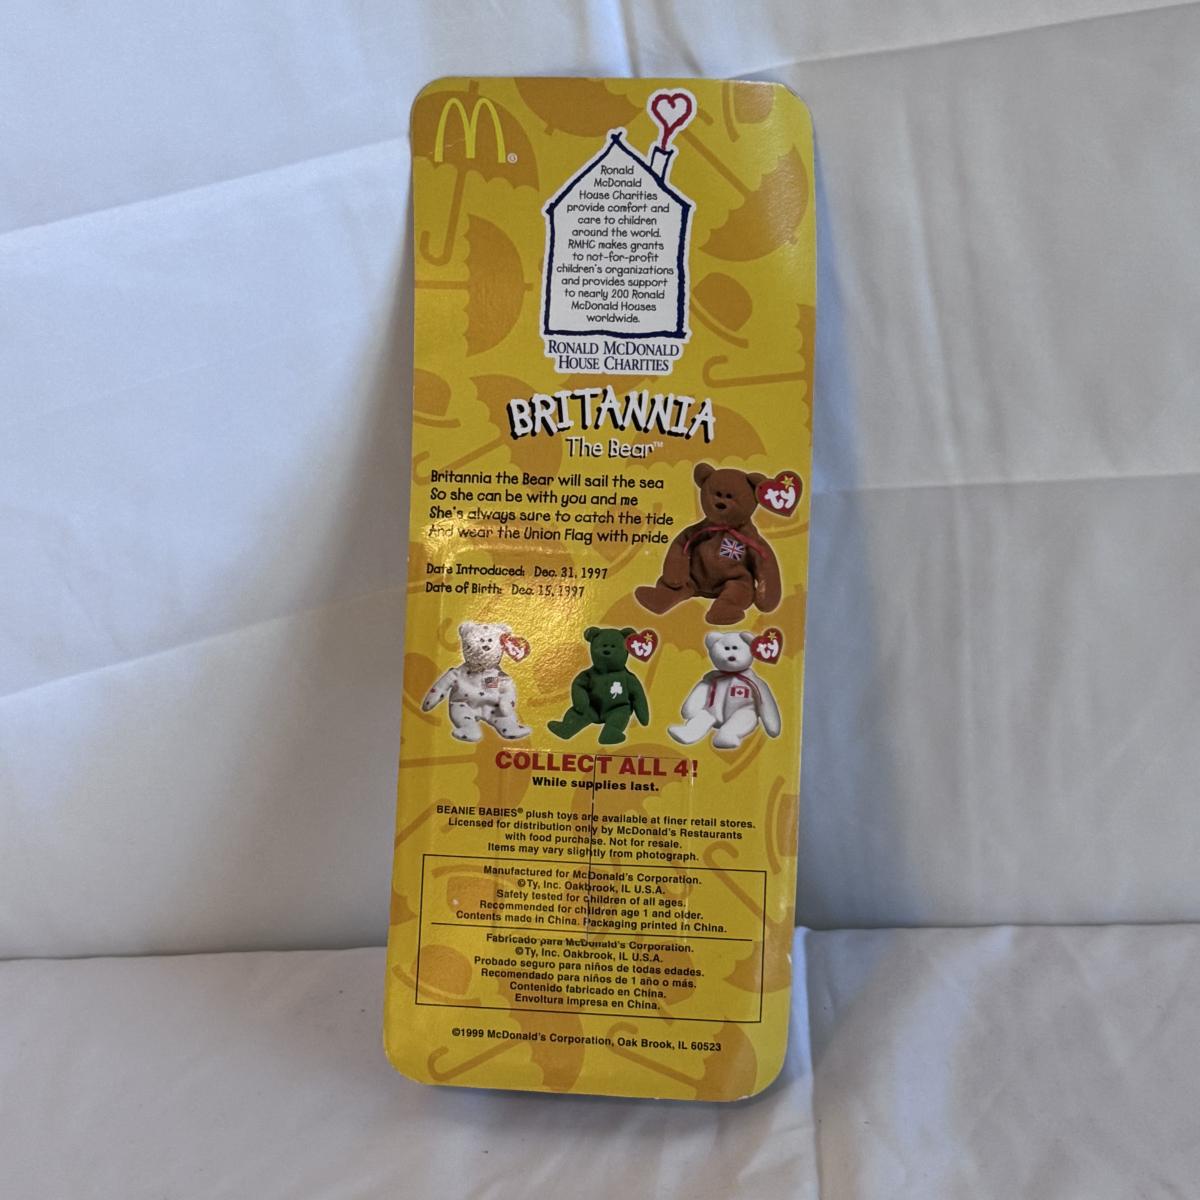 Ronald
McDonald
House Charities
provide comfort and
care to children
around the world.
RMHC makes grants
to not-for-profit
children's organizations
and provides support
to nearly 200 Ronald
McDonald Houses
worldwide.
RONALD MCDONALD
HOUSE CHARITIES
BRITANNIA
The Bear™
Britannia the Bear will sail the sea
So she can be with you and me
She's always sure to catch the tide
And wear the Union Flag with pride
ty
Date Introduced: Dec. 31, 1997
Date of Birth: Dec. 15, 1997
ty
ty
ty
COLLECT ALL 4!
While supplies last.
BEANIE BABIES® plush toys are available at finer retail stores.
Licensed for distribution only by McDonald's Restaurants
with food purchase. Not for resale.
Items may vary slightly from photograph.
Manufactured for McDonald's Corporation.
©Ty, Inc. Oakbrook, IL U.S.A.
Safety tested for children of all ages.
Recommended for children age 1 and older.
Contents made in China. Packaging printed in China.
Fabricado para McDonald's Corporation.
©Ty, Inc. Oakbrook, IL U.S.A.
Probado seguro para niños de todas edades.
Recomendado para niños de 1 año o más.
Contenido fabricado en China.
Envoltura impresa en China.
©1999 McDonald's Corporation, Oak Brook, IL 60523